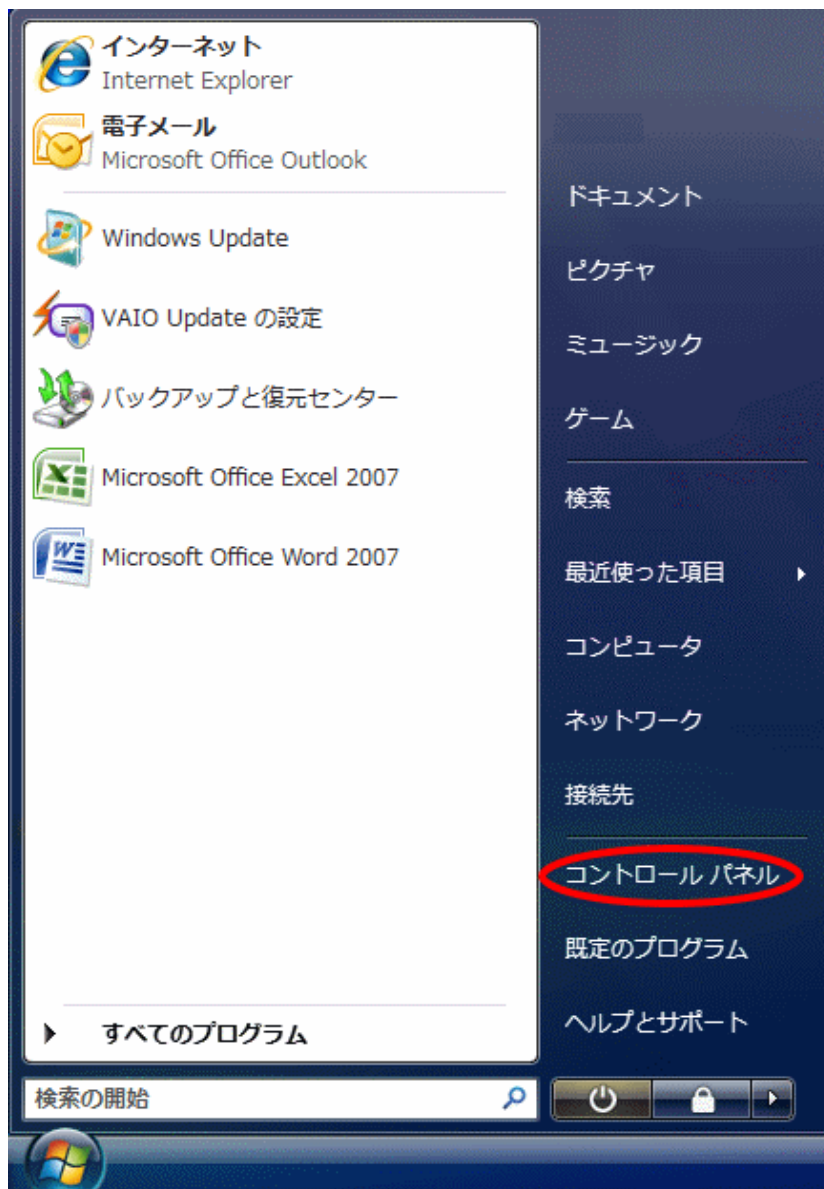 インターネット
Internet Explorer
電子メール
Microsoft Office Outlook
Windows Update
VAIO Update の設定
バックアップと復元センター
Microsoft Office Excel 2007
Microsoft Office Word 2007
すべてのプログラム
検索の開始
ドキュメント
ピクチャ
ミュージック
ゲーム
検索
最近使った項目
コンピュータ
ネットワーク
接続先
コントロール パネル
既定のプログラム
ヘルプとサポート